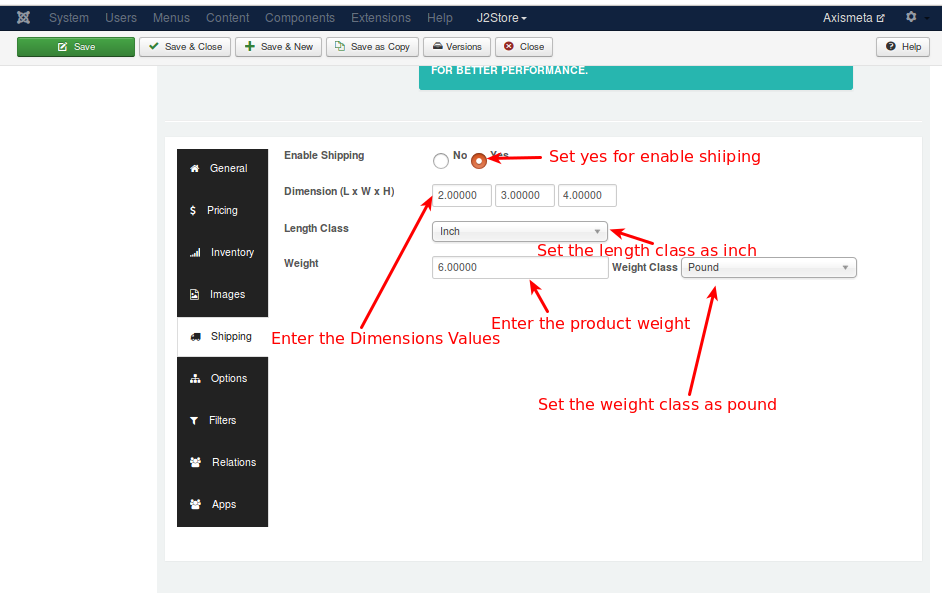 System Users Menus Content Components Extensions Help J2Store Axismeta
Save Save & Close Save & New Save as Copy Versions Close Help
FOR BETTER PERFORMANCE.
General
Pricing
Inventory
Images
Shipping
Options
Filters
Relations
Apps
Enable Shipping No Yes Set yes for enable shiiping
Dimension (L x W x H) 2.00000 3.00000 4.00000
Length Class Inch
Set the length class as inch
Weight 6.00000 Weight Class Pound
Enter the product weight
Enter the Dimensions Values
Set the weight class as pound